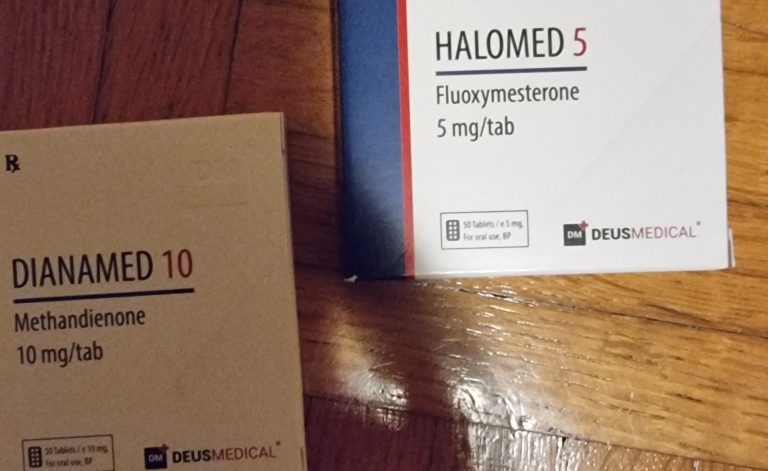 HALOMED 5
Fluoxymesterone
5 mg/tab
50 Tablets / e 5 mg,
For oral use, BP
DM DEUSMEDICAL®
Rx
DIANAMED 10
Methandienone
10 mg/tab
50 Tablets / e 10 mg,
For oral use, BP
DM DEUSMEDICAL®